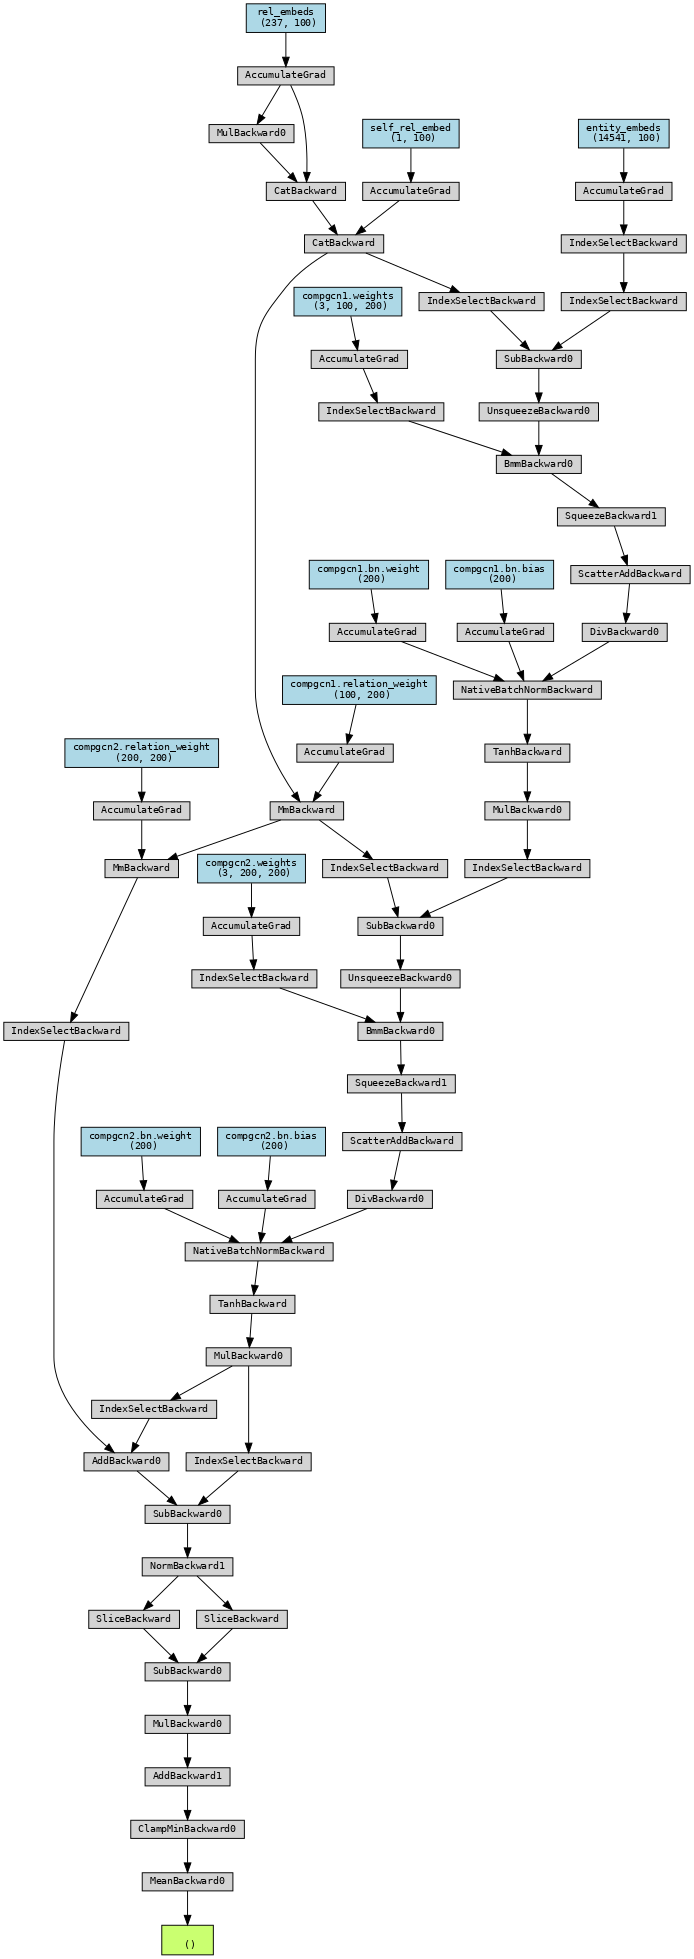 rel_embeds
(237, 100)
AccumulateGrad
MulBackward0
self_rel_embed
(1, 100)
entity_embeds
(14541, 100)
CatBackward
AccumulateGrad
AccumulateGrad
CatBackward
IndexSelectBackward
compgcn1.weights
(3, 100, 200)
IndexSelectBackward
IndexSelectBackward
AccumulateGrad
SubBackward0
IndexSelectBackward
UnsqueezeBackward0
BmmBackward0
SqueezeBackward1
compgcn1.bn.weight
(200)
compgcn1.bn.bias
(200)
ScatterAddBackward
AccumulateGrad
AccumulateGrad
DivBackward0
compgcn1.relation_weight
(100, 200)
NativeBatchNormBackward
compgcn2.relation_weight
(200, 200)
AccumulateGrad
TanhBackward
AccumulateGrad
MmBackward
MulBackward0
MmBackward
compgcn2.weights
(3, 200, 200)
IndexSelectBackward
IndexSelectBackward
AccumulateGrad
SubBackward0
IndexSelectBackward
UnsqueezeBackward0
IndexSelectBackward
BmmBackward0
SqueezeBackward1
compgcn2.bn.weight
(200)
compgcn2.bn.bias
(200)
ScatterAddBackward
AccumulateGrad
AccumulateGrad
DivBackward0
NativeBatchNormBackward
TanhBackward
MulBackward0
IndexSelectBackward
AddBackward0
IndexSelectBackward
SubBackward0
NormBackward1
SliceBackward
SliceBackward
SubBackward0
MulBackward0
AddBackward1
ClampMinBackward0
MeanBackward0
()